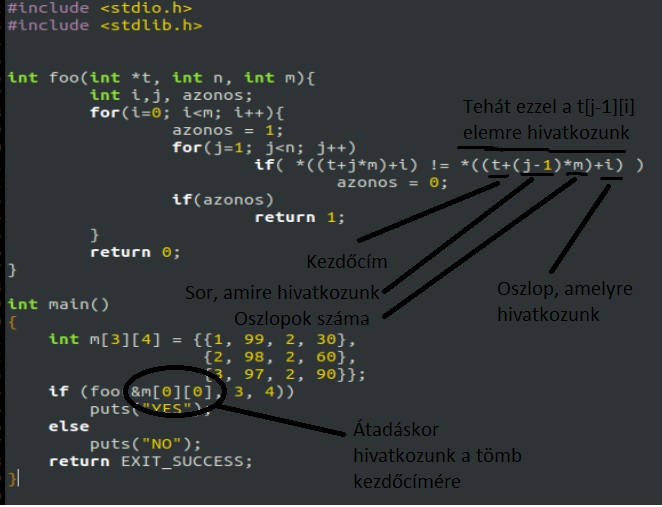 #include <stdio.h>
#include <stdlib.h>
int foo(int *t, int n, int m){
int i,j, azonos;
for(i=0; i<m; i++){
azonos = 1;
for(j=1; j<n; j++)
if( *((t+j*m)+i) != *((t+(j-1)*m)+i) )
azonos = 0;
if(azonos)
return 1;
}
return 0;
}
Tehát ezzel a t[j-1][i]
elemre hivatkozunk
Kezdőcím
Sor, amire hivatkozunk
Oszlopok száma
Oszlop, amelyre
hivatkozunk
int main()
{
int m[3][4] = {{1, 99, 2, 30},
{2, 98, 2, 60},
{3, 97, 2, 90}};
if (foo(&m[0][0], 3, 4))
puts("YES");
else
puts("NO");
return EXIT_SUCCESS;
}
Átadáskor
hivatkozunk a tömb
kezdőcímére